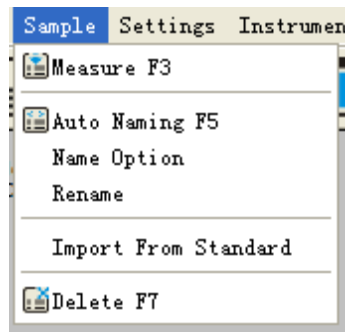 Sample Settings Instrumen
Measure F3
Auto Naming F5
Name Option
Rename
Import From Standard
Delete F7